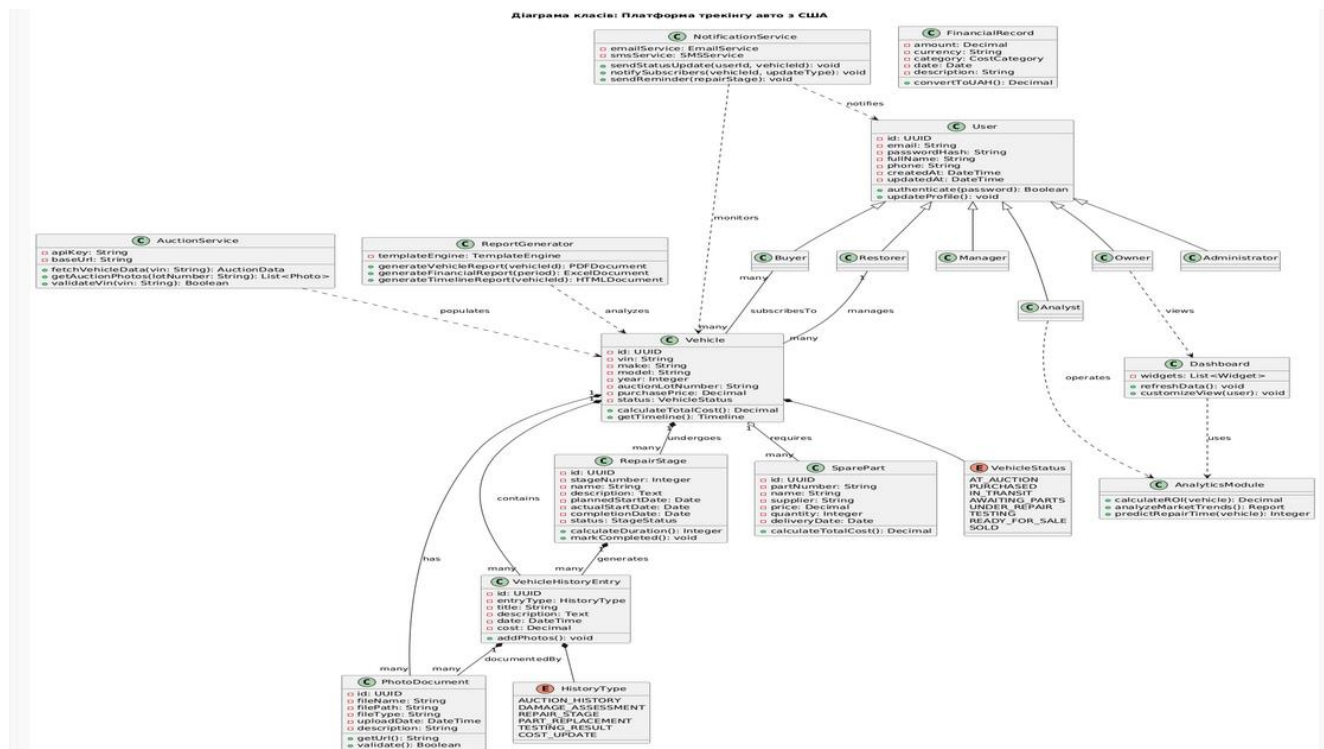 Діаграма класів: Платформа трекінгу авто з США
C NotificationService
emailService: EmailService
smsService: SMSService
sendStatusUpdate(userId, vehicleId): void
notifySubscribers(vehicleId, updateType): void
sendReminder(repairStage): void
C FinancialRecord
amount: Decimal
currency: String
category: CostCategory
date: Date
description: String
convertToUAH(): Decimal
notifies
C User
id: UUID
email: String
passwordHash: String
fullName: String
phone: String
createdAt: DateTime
updatedAt: DateTime
authenticate(password): Boolean
updateProfile(): void
monitors
C AuctionService
apiKey: String
baseUrl: String
fetchVehicleData(vin: String): AuctionData
getAuctionPhotos(lotNumber: String): List<Photo>
validateVin(vin: String): Boolean
C ReportGenerator
templateEngine: TemplateEngine
generateVehicleReport(vehicleId): PDFDocument
generateFinancialReport(period): ExcelDocument
generateTimelineReport(vehicleId): HTMLDocument
C Buyer
C Restorer
C Manager
C Owner
C Administrator
many
1
C Analyst
populates
analyzes
subscribesTo
manages
views
many
many
C Vehicle
id: UUID
vin: String
make: String
model: String
year: Integer
auctionLotNumber: String
purchasePrice: Decimal
status: VehicleStatus
calculateTotalCost(): Decimal
getTimeline(): Timeline
C Dashboard
widgets: List<Widget>
refreshData(): void
customizeView(user): void
operates
1
1
1
undergoes
many
1
requires
many
uses
C RepairStage
id: UUID
stageNumber: Integer
name: String
description: Text
plannedStartDate: Date
actualStartDate: Date
completionDate: Date
status: StageStatus
calculateDuration(): Integer
markCompleted(): void
C SparePart
id: UUID
partNumber: String
name: String
supplier: String
price: Decimal
quantity: Integer
deliveryDate: Date
calculateTotalCost(): Decimal
E VehicleStatus
AT_AUCTION
PURCHASED
IN_TRANSIT
AWAITING_PARTS
UNDER_REPAIR
TESTING
READY_FOR_SALE
SOLD
C AnalyticsModule
calculateROI(vehicle): Decimal
analyzeMarketTrends(): Report
predictRepairTime(vehicle): Integer
contains
has
1
generates
many
many
C VehicleHistoryEntry
id: UUID
entryType: HistoryType
title: String
description: Text
date: DateTime
cost: Decimal
addPhotos(): void
1
documentedBy
many
many
C PhotoDocument
id: UUID
fileName: String
filePath: String
fileType: String
uploadDate: DateTime
description: String
getUrl(): String
validate(): Boolean
E HistoryType
AUCTION_HISTORY
DAMAGE_ASSESSMENT
REPAIR_STAGE
PART_REPLACEMENT
TESTING_RESULT
COST_UPDATE